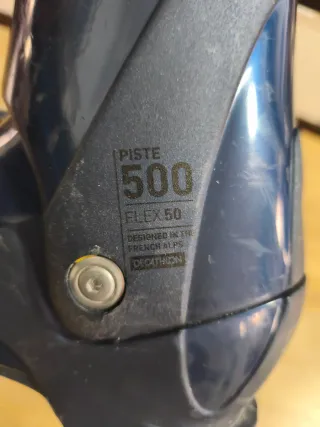 PISTE
500
FLEX 50
DESIGNED IN THE
FRENCH ALPS
DECATHLON